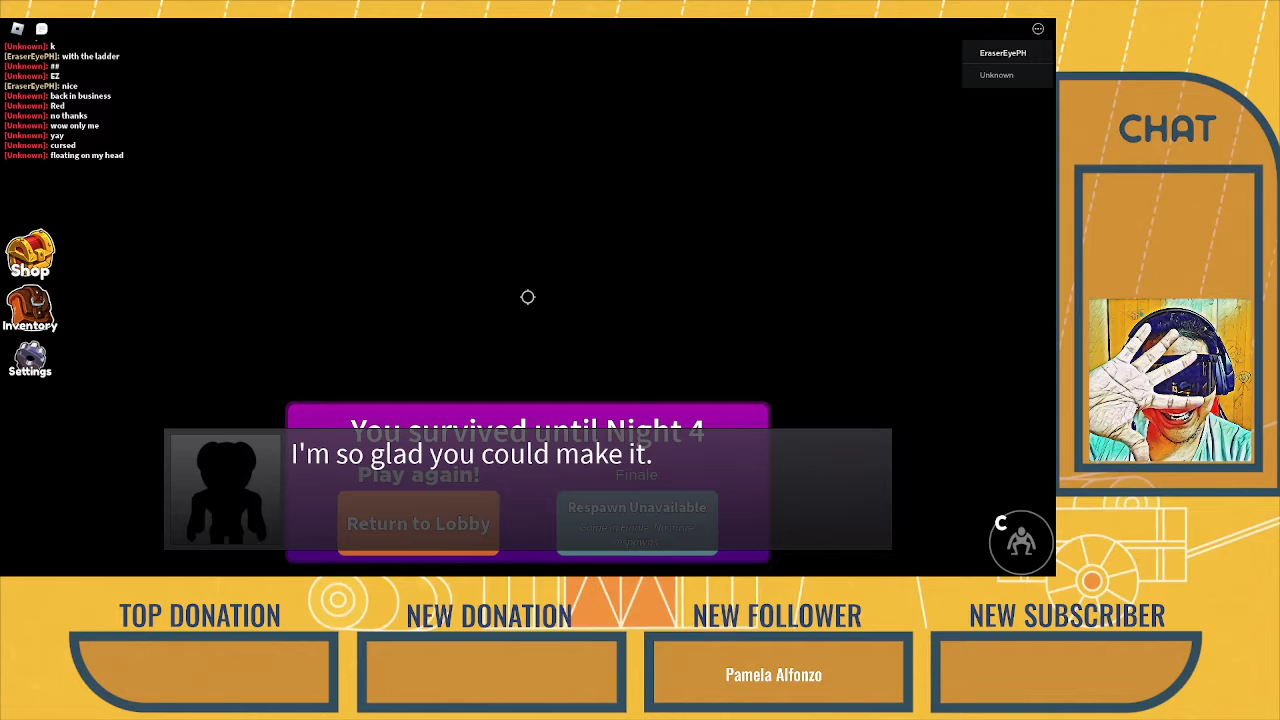 [Unknown]: k
[EraserEyePH]: with the ladder
[Unknown]: ##
[Unknown]: EZ
[EraserEyePH]: nice
[Unknown]: back in business
[Unknown]: Red
[Unknown]: no thanks
[Unknown]: wow only me
[Unknown]: yay
[Unknown]: cursed
[Unknown]: floating on my head
EraserEyePH
Unknown
CHAT
Shop
Inventory
Settings
You survived until Night 4
I'm so glad you could make it.
Play again!
Finale
Return to Lobby
Respawn Unavailable
C
TOP DONATION
NEW DONATION
NEW FOLLOWER
NEW SUBSCRIBER
Pamela Alfonzo